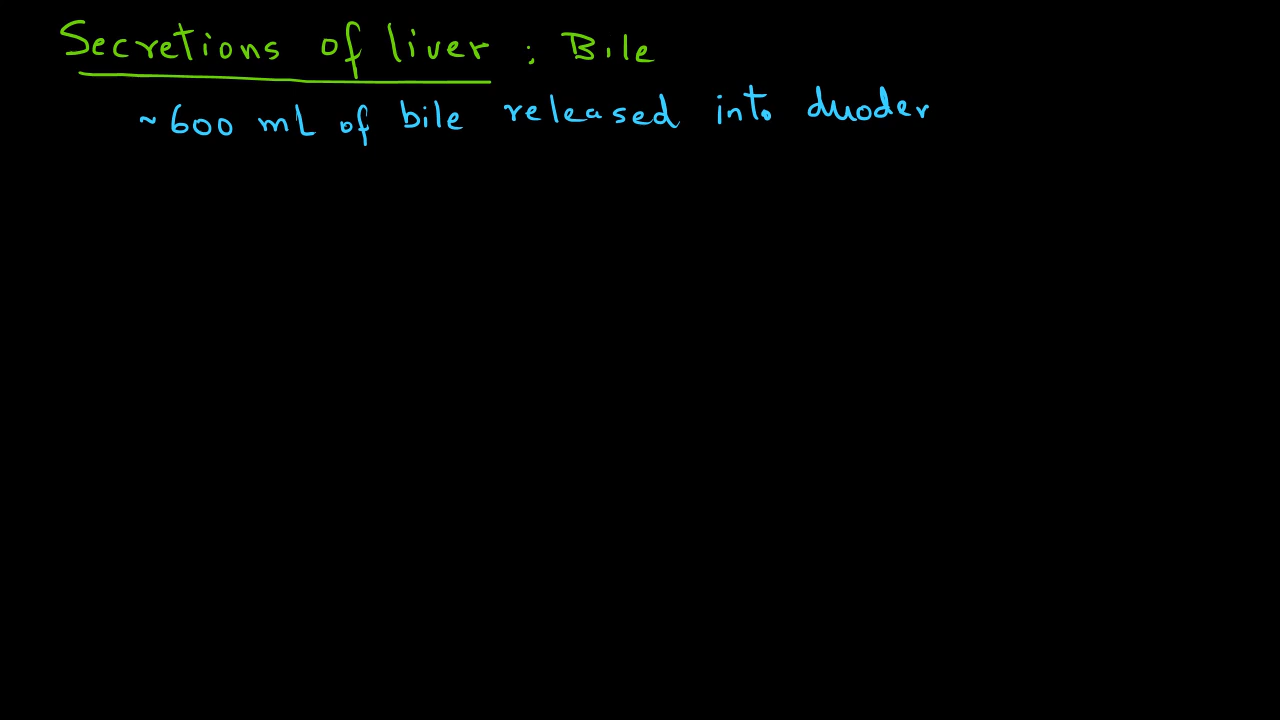 Secretions of liver : Bile
~ 600 mL of bile released into duoder